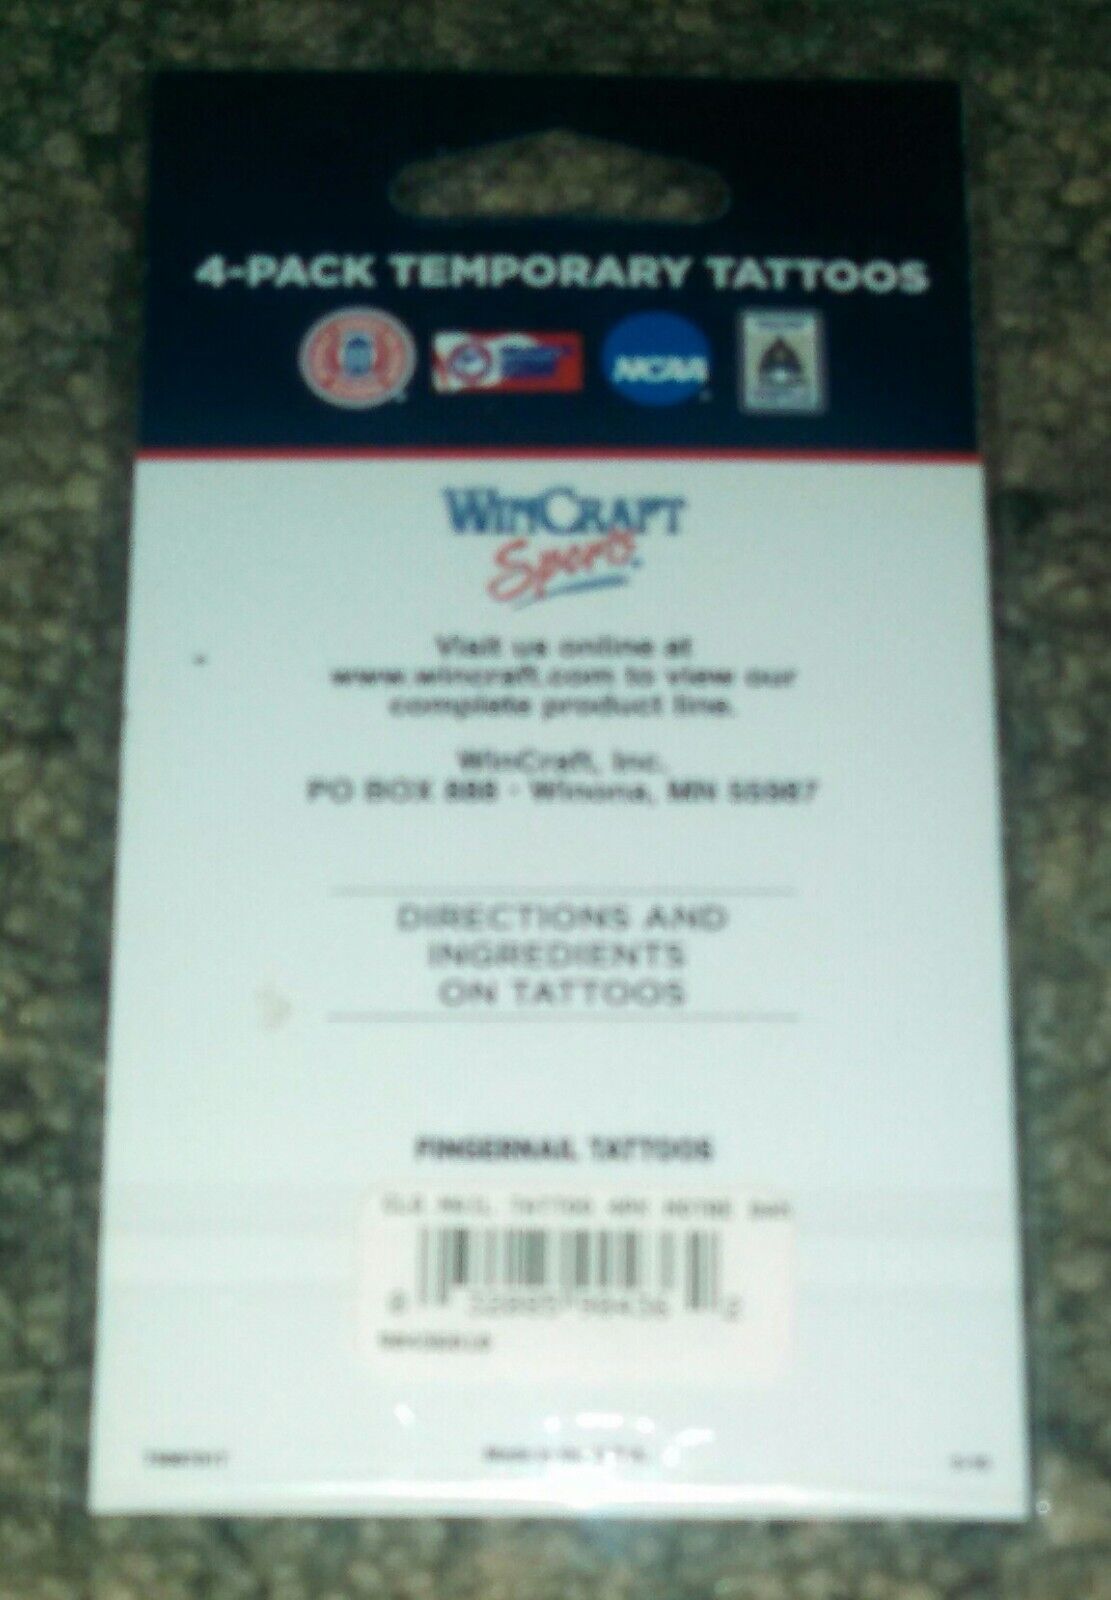 4-PACK TEMPORARY TATTOOS
NCAA
WINCRAFT
Sports
Visit us online at
www.wincraft.com to view our
complete product line.
WinCraft, Inc.
PO BOX 888 · Winona, MN 55987
DIRECTIONS AND
INGREDIENTS
ON TATTOOS
FINGERNAIL TATTOOS
TATTOO